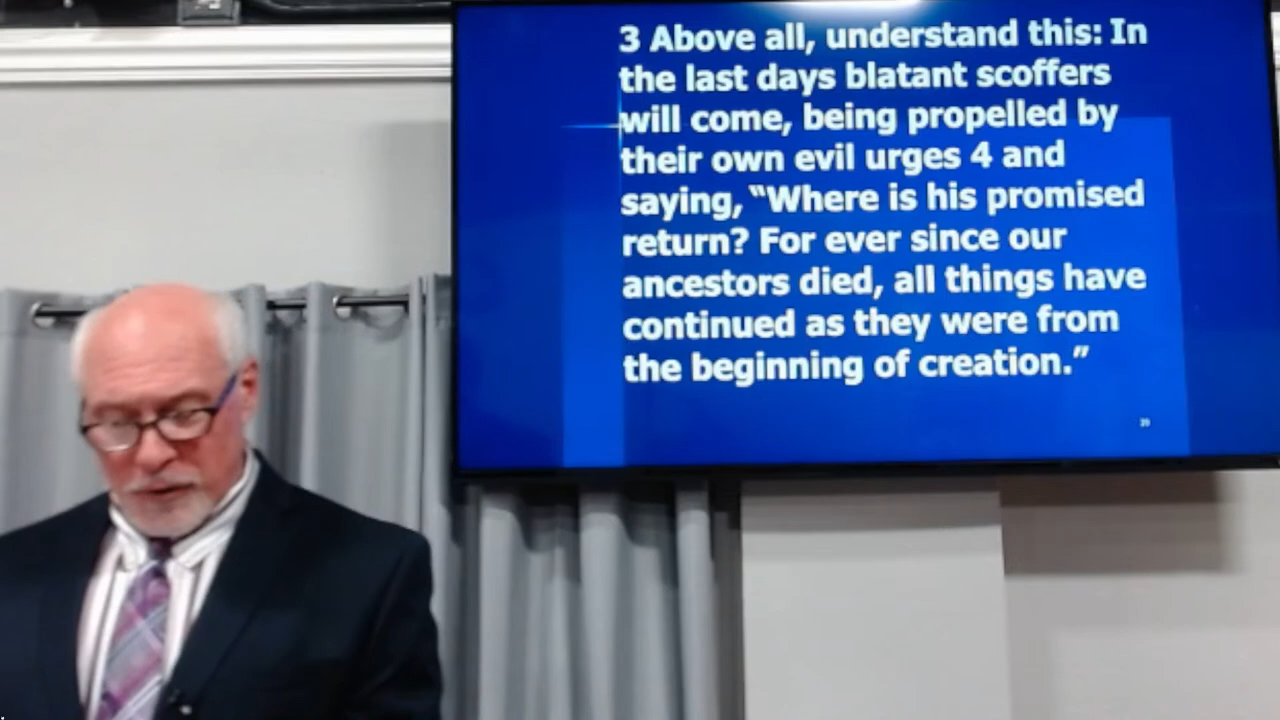 3 Above all, understand this: In
the last days blatant scoffers
will come, being propelled by
their own evil urges 4 and
saying, “Where is his promised
return? For ever since our
ancestors died, all things have
continued as they were from
the beginning of creation.”